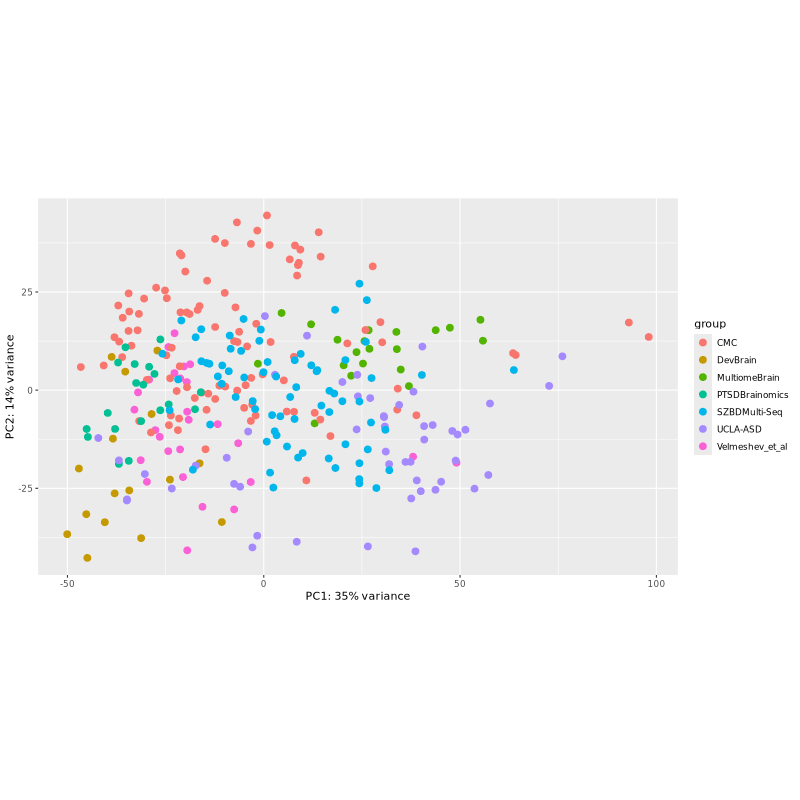 25
0
-25
-50
0
50
100
PC1: 35% variance
PC2: 14% variance
group
CMC
DevBrain
MultiomeBrain
PTSDBrainomics
SZBDMulti-Seq
UCLA-ASD
Velmeshev_et_al